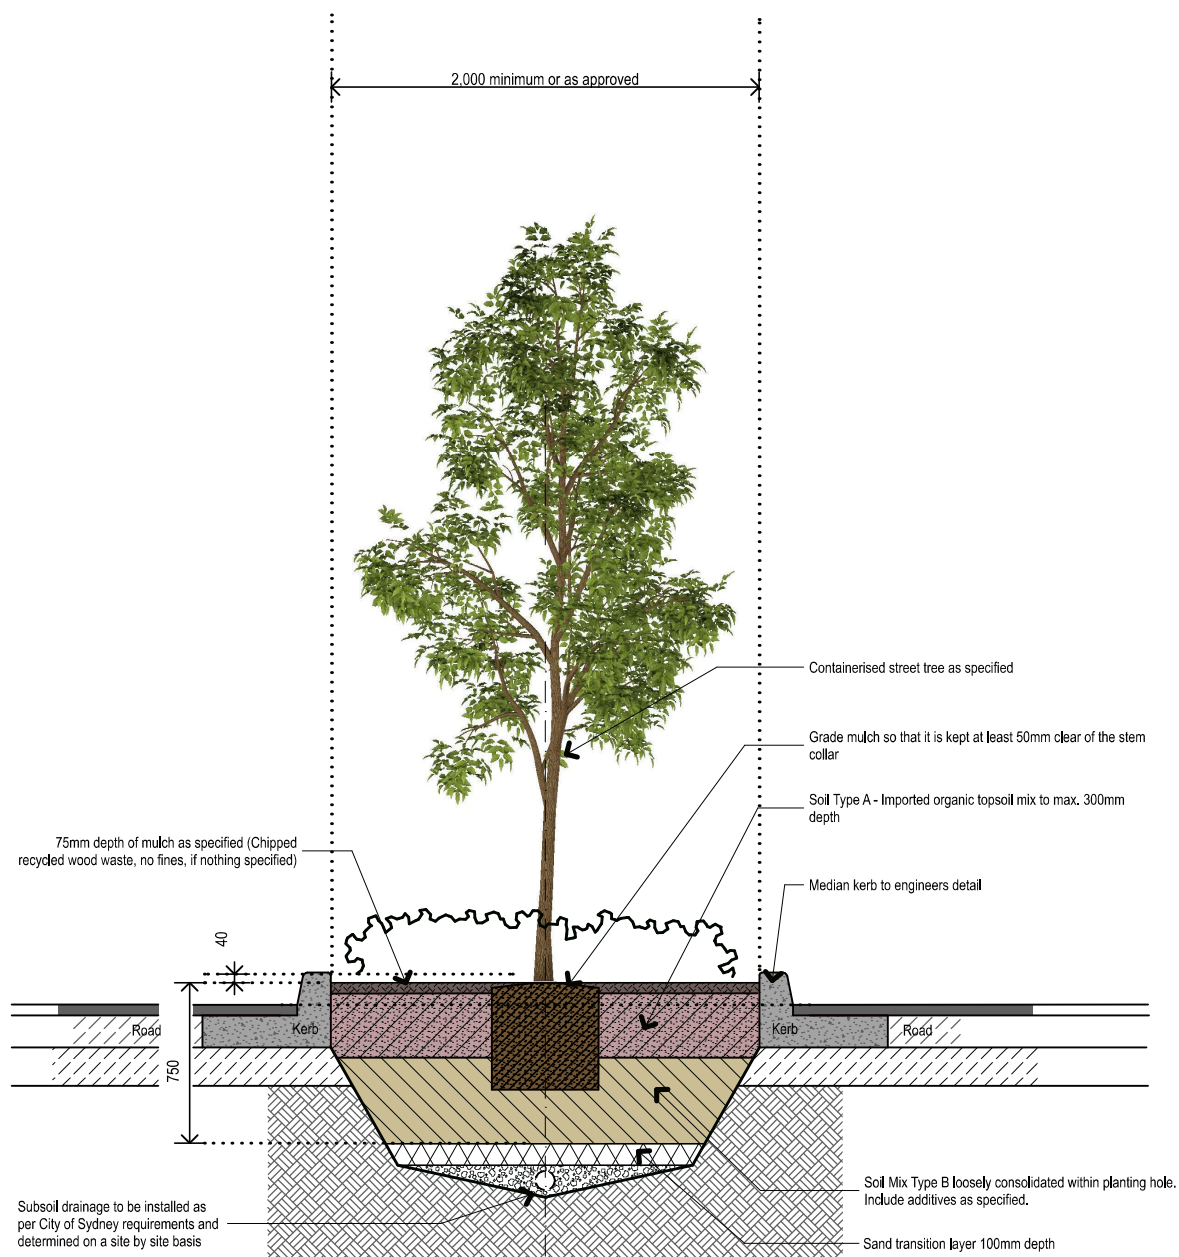 2,000 minimum or as approved
Containerised street tree as specified
Grade mulch so that it is kept at least 50mm clear of the stem
collar
Soil Type A - Imported organic topsoil mix to max. 300mm
depth
75mm depth of mulch as specified (Chipped
recycled wood waste, no fines, if nothing specified)
Median kerb to engineers detail
40
Road
Kerb
Kerb
Road
750
Soil Mix Type B loosely consolidated within planting hole.
Include additives as specified.
Subsoil drainage to be installed as
per City of Sydney requirements and
determined on a site by site basis
Sand transition layer 100mm depth